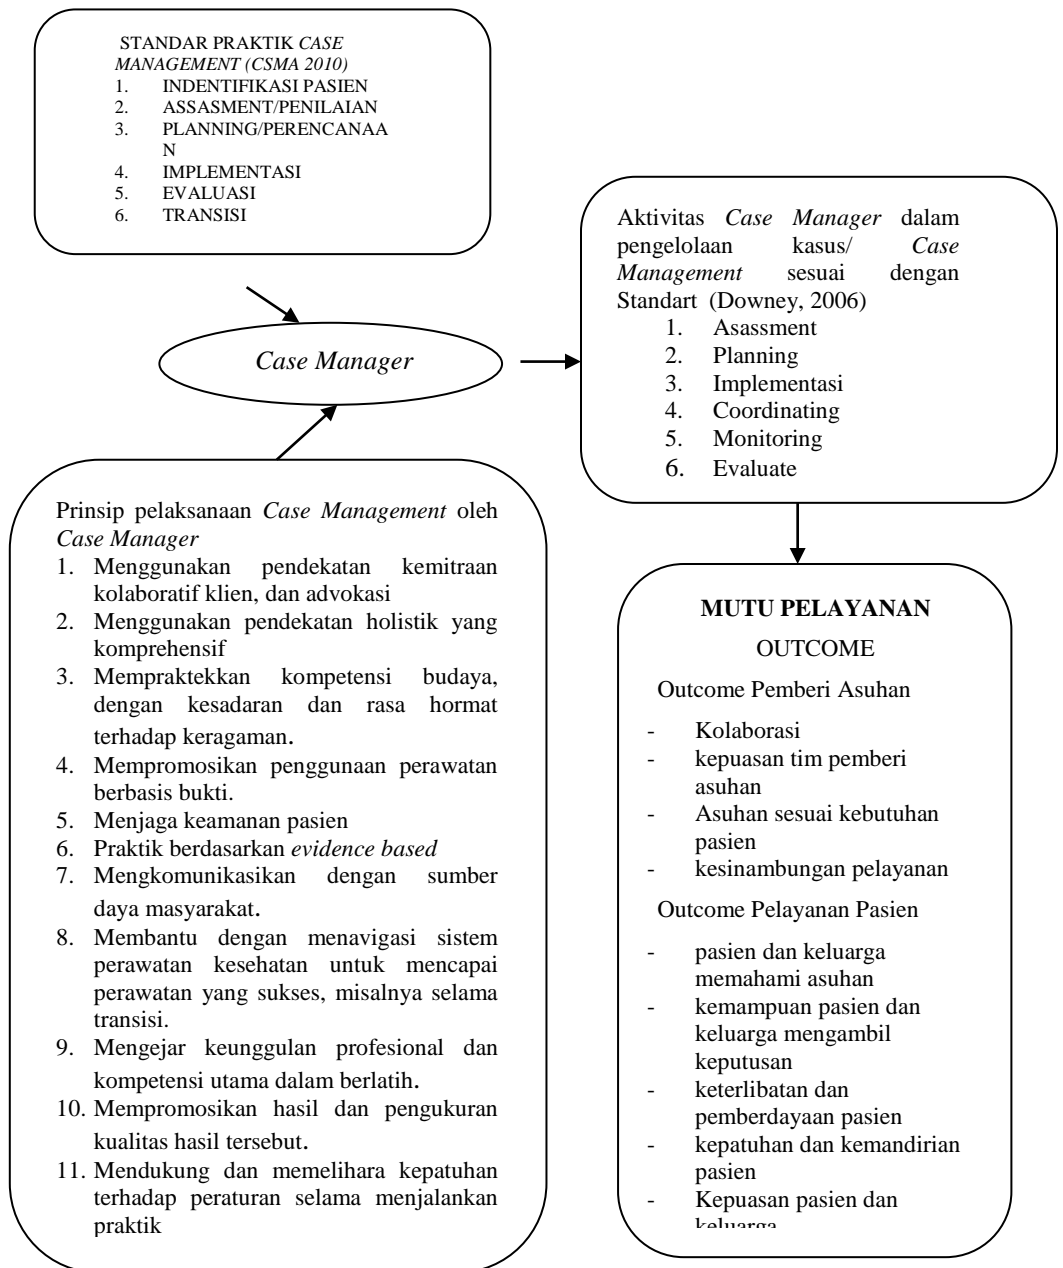 STANDAR PRAKTIK CASE
MANAGEMENT (CSMA 2010)
1. INDENTIFIKASI PASIEN
2. ASSASMENT/PENILAIAN
3. PLANNING/PERENCANAA
N
4. IMPLEMENTASI
5. EVALUASI
6. TRANSISI
Case Manager
Aktivitas Case Manager dalam
pengelolaan kasus/ Case
Management sesuai dengan
Standart (Downey, 2006)
1. Asassment
2. Planning
3. Implementasi
4. Coordinating
5. Monitoring
6. Evaluate
Prinsip pelaksanaan Case Management oleh
Case Manager
1. Menggunakan pendekatan kemitraan
kolaboratif klien, dan advokasi
2. Menggunakan pendekatan holistik yang
komprehensif
3. Mempraktekkan kompetensi budaya,
dengan kesadaran dan rasa hormat
terhadap keragaman.
4. Mempromosikan penggunaan perawatan
berbasis bukti.
5. Menjaga keamanan pasien
6. Praktik berdasarkan evidence based
7. Mengkomunikasikan dengan sumber
daya masyarakat.
8. Membantu dengan menavigasi sistem
perawatan kesehatan untuk mencapai
perawatan yang sukses, misalnya selama
transisi.
9. Mengejar keunggulan profesional dan
kompetensi utama dalam berlatih.
10. Mempromosikan hasil dan pengukuran
kualitas hasil tersebut.
11. Mendukung dan memelihara kepatuhan
terhadap peraturan selama menjalankan
praktik
MUTU PELAYANAN
OUTCOME
Outcome Pemberi Asuhan
- Kolaborasi
- kepuasan tim pemberi
asuhan
- Asuhan sesuai kebutuhan
pasien
- kesinambungan pelayanan
Outcome Pelayanan Pasien
- pasien dan keluarga
memahami asuhan
- kemampuan pasien dan
keluarga mengambil
keputusan
- keterlibatan dan
pemberdayaan pasien
- kepatuhan dan kemandirian
pasien
- Kepuasan pasien dan
keluarga